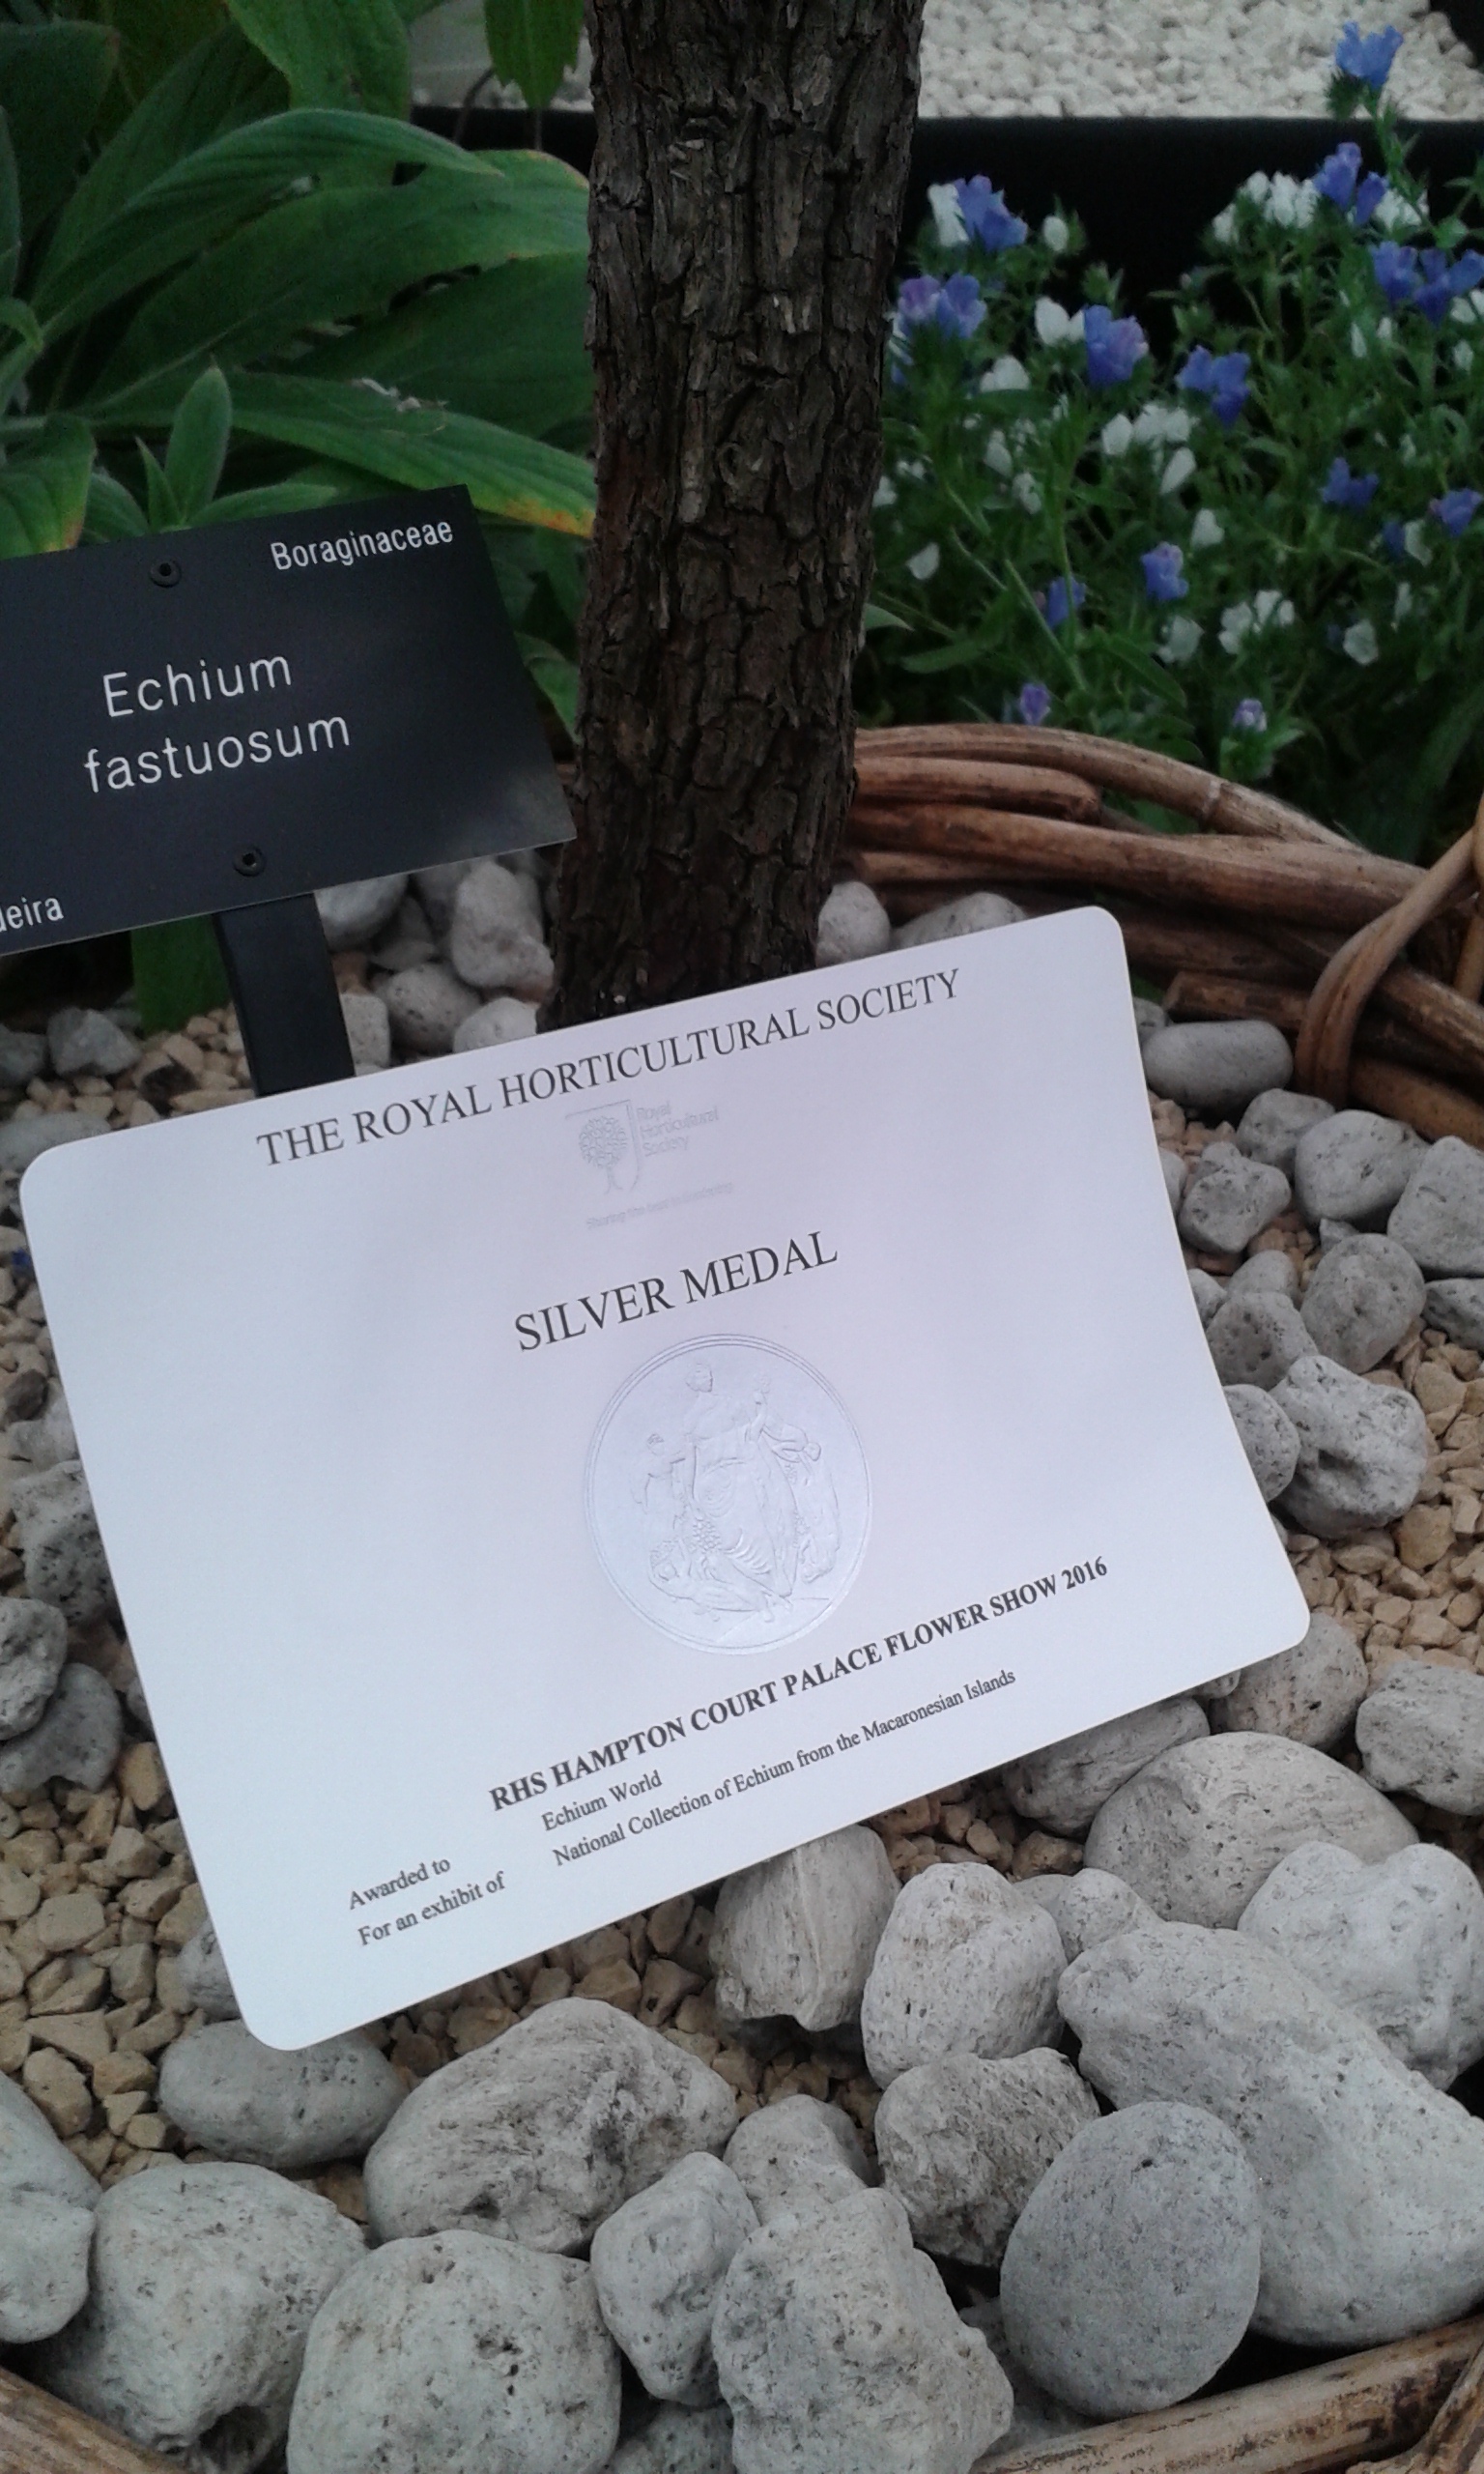 Boraginaceae
Echium
fastuosum
deira
THE ROYAL HORTICULTURAL SOCIETY
Royal
Horticultural
Society
SILVER MEDAL
RHS HAMPTON COURT PALACE FLOWER SHOW 2016
Awarded to Echium World
For an exhibit of National Collection of Echium from the Macaronesian Islands